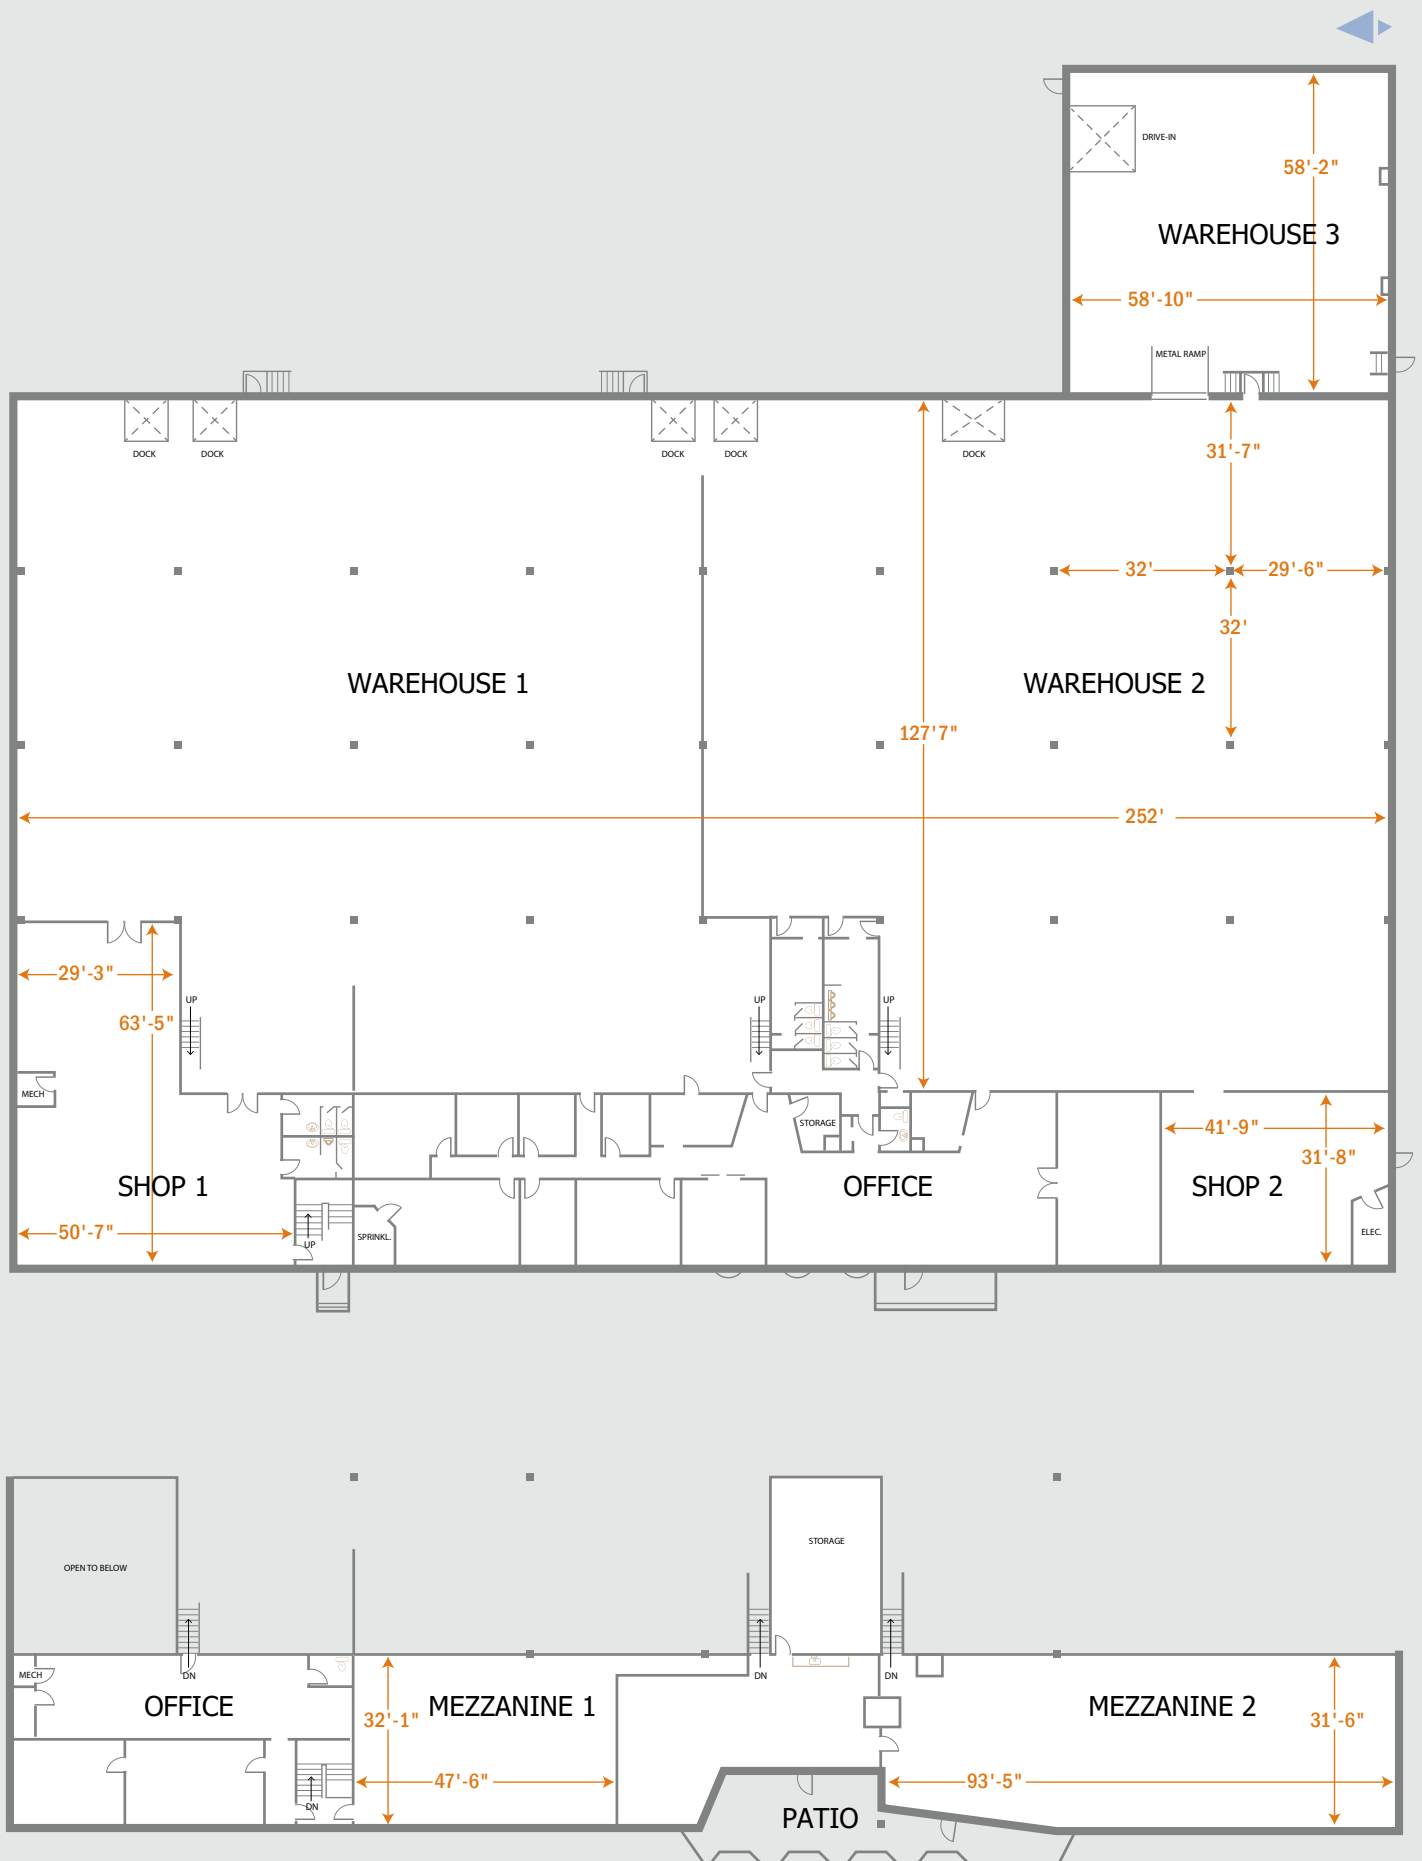 DRIVE-IN
58'-2"
WAREHOUSE 3
58'-10"
METAL RAMP
DOCK
DOCK
DOCK
DOCK
DOCK
31'-7"
32'
29'-6"
32'
WAREHOUSE 1
WAREHOUSE 2
127'7"
252'
29'-3"
63'-5"
UP
UP
UP
MECH
STORAGE
41'-9"
31'-8"
SHOP 1
OFFICE
SHOP 2
50'-7"
UP
SPRINKL.
ELEC.
STORAGE
OPEN TO BELOW
MECH
DN
DN
DN
OFFICE
MEZZANINE 1
MEZZANINE 2
32'-1"
31'-6"
47'-6"
93'-5"
DN
PATIO